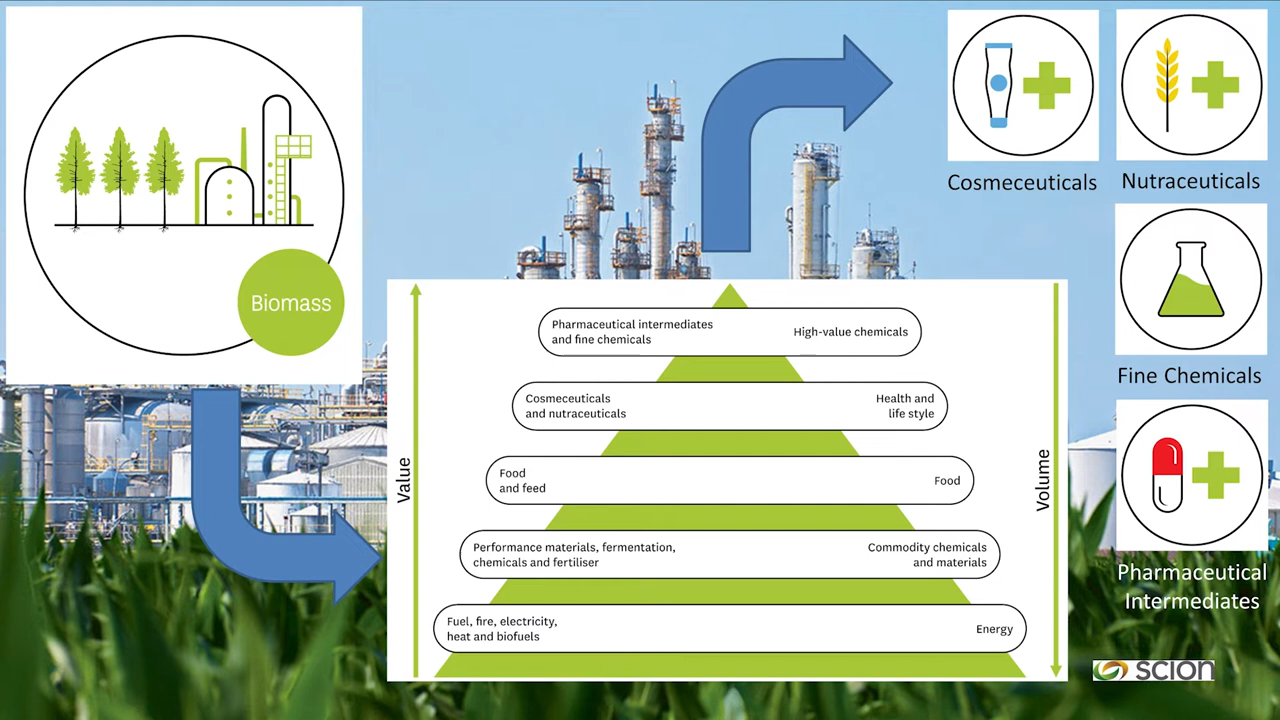 Biomass
Cosmeceuticals
Nutraceuticals
Fine Chemicals
Pharmaceutical
Intermediates
Value
Pharmaceutical intermediates
and fine chemicals
High-value chemicals
Cosmeceuticals
and nutraceuticals
Health and
life style
Food
and feed
Food
Performance materials, fermentation,
chemicals and fertiliser
Commodity chemicals
and materials
Fuel, fire, electricity,
heat and biofuels
Energy
Volume
scion